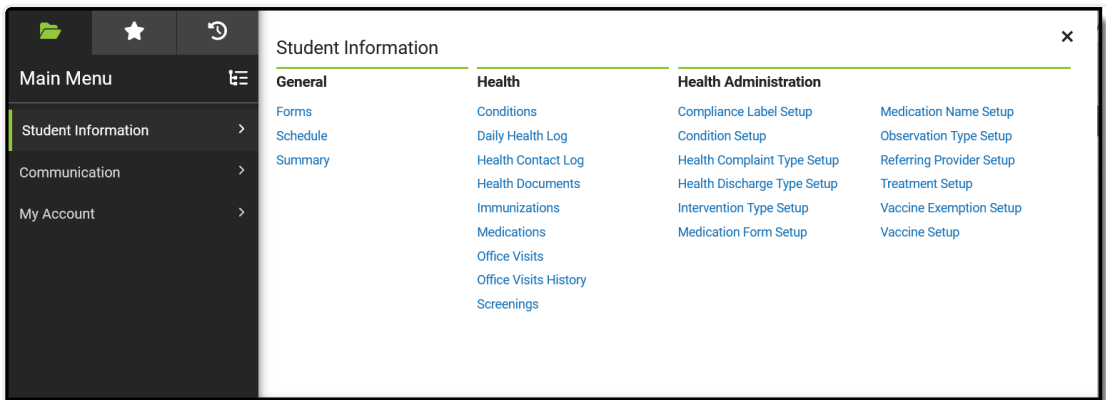 Main Menu
Student Information
Communication
My Account
Student Information
General
Forms
Schedule
Summary
Health
Conditions
Daily Health Log
Health Contact Log
Health Documents
Immunizations
Medications
Office Visits
Office Visits History
Screenings
Health Administration
Compliance Label Setup
Condition Setup
Health Complaint Type Setup
Health Discharge Type Setup
Intervention Type Setup
Medication Form Setup
Medication Name Setup
Observation Type Setup
Referring Provider Setup
Treatment Setup
Vaccine Exemption Setup
Vaccine Setup